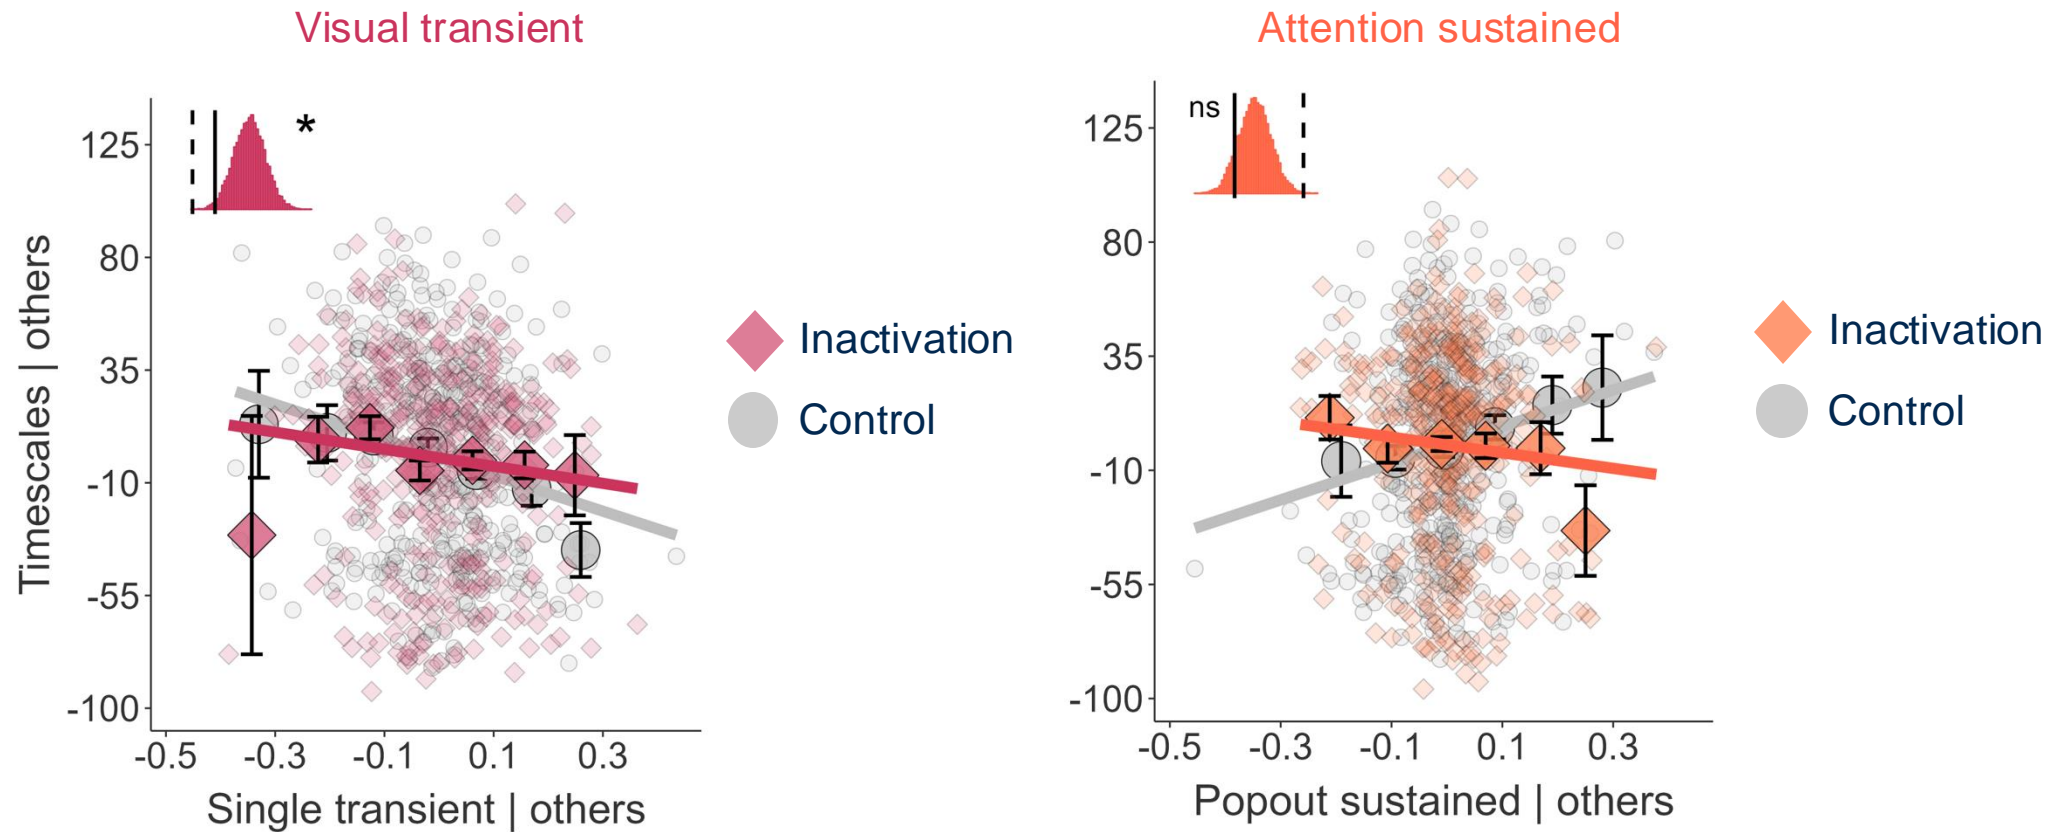 Visual transient
Attention sustained
Timescales | others
125
80
35
-10
-55
-100
*
-0.5 -0.3 -0.1 0.1 0.3
Single transient | others
Inactivation
Control
125
80
35
-10
-55
-100
ns
-0.5 -0.3 -0.1 0.1 0.3
Popout sustained | others
Inactivation
Control